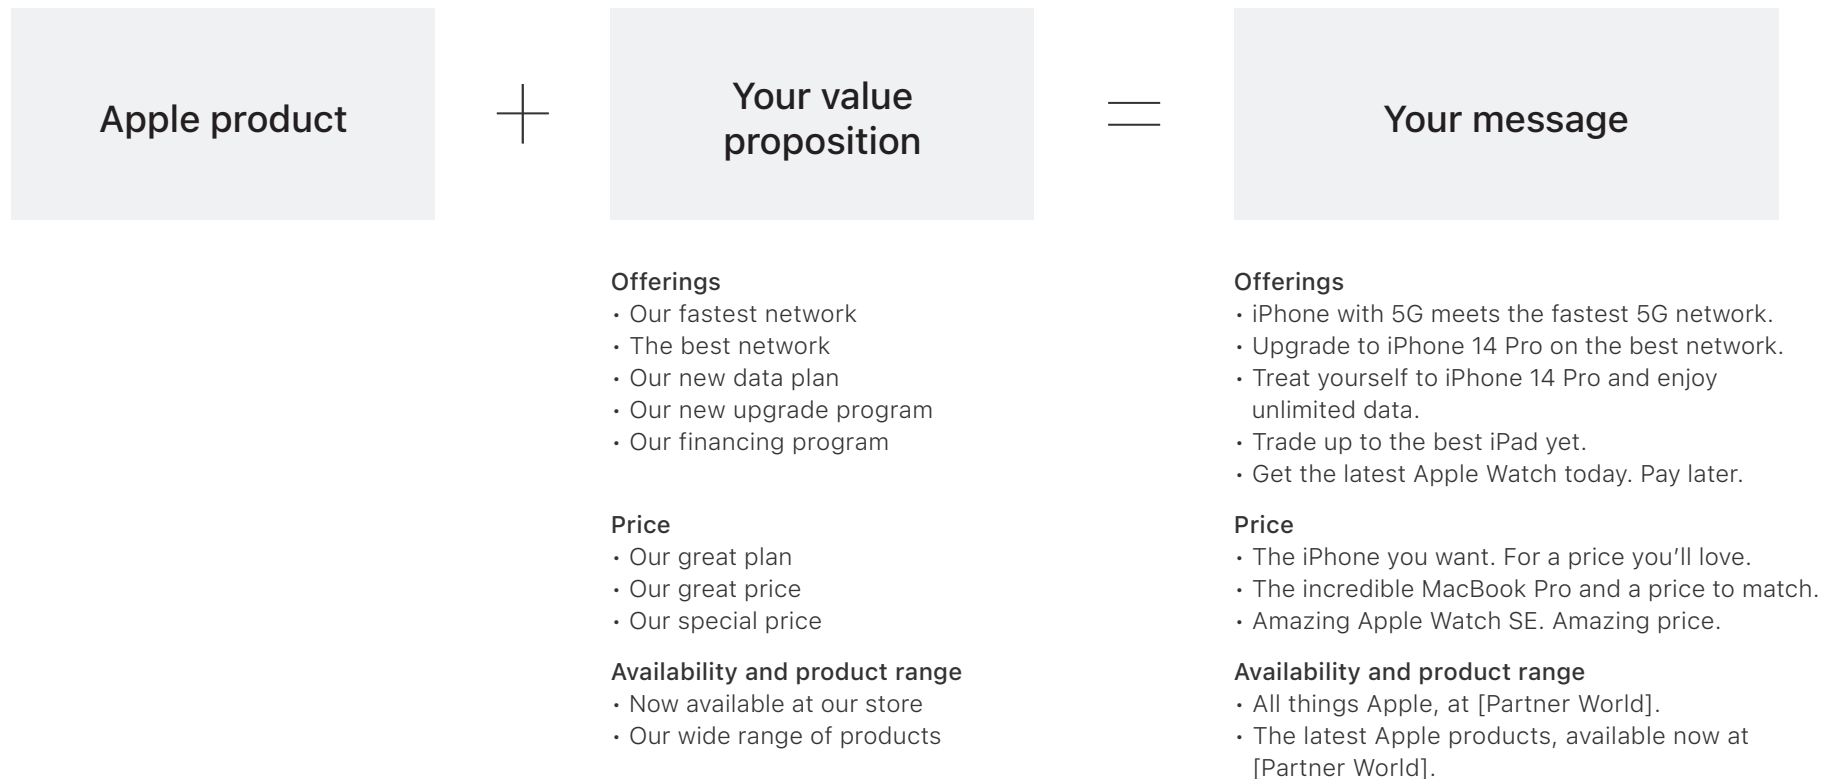 Apple product
+
Your value
proposition
=
Your message
Offerings
• Our fastest network
• The best network
• Our new data plan
• Our new upgrade program
• Our financing program
Price
• Our great plan
• Our great price
• Our special price
Availability and product range
• Now available at our store
• Our wide range of products
Offerings
• iPhone with 5G meets the fastest 5G network.
• Upgrade to iPhone 14 Pro on the best network.
• Treat yourself to iPhone 14 Pro and enjoy
unlimited data.
• Trade up to the best iPad yet.
• Get the latest Apple Watch today. Pay later.
Price
• The iPhone you want. For a price you’ll love.
• The incredible MacBook Pro and a price to match.
• Amazing Apple Watch SE. Amazing price.
Availability and product range
• All things Apple, at [Partner World].
• The latest Apple products, available now at
[Partner World].